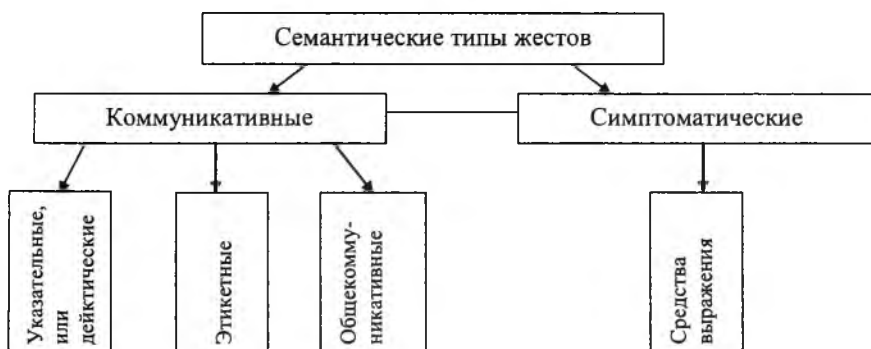 Семантические типы жестов
Коммуникативные
Симптоматические
Указательные,
или
дейктические
Этикетные
Общекомму-
никативные
Средства
выражения